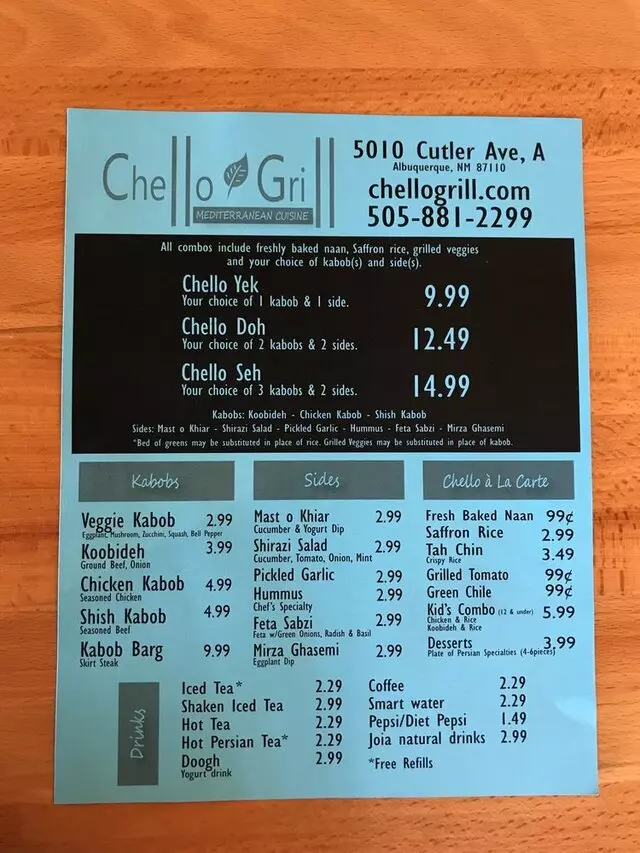 Chello Grill
MEDITERRANEAN CUISINE
5010 Cutler Ave, A
Albuquerque, NM 87110
chellogrill.com
505-881-2299
All combos include freshly baked naan, Saffron rice, grilled veggies
and your choice of kabob(s) and side(s).
Chello Yek 9.99
Your choice of 1 kabob & 1 side.
Chello Doh 12.49
Your choice of 2 kabobs & 2 sides.
Chello Seh 14.99
Your choice of 3 kabobs & 2 sides.
Kabobs: Koobideh - Chicken Kabob - Shish Kabob
Sides: Mast o Khiar - Shirazi Salad - Pickled Garlic - Hummus - Feta Sabzi - Mirza Ghasemi
*Bed of greens may be substituted in place of rice. Grilled Veggies may be substituted in place of kabob.
Kabobs
Veggie Kabob 2.99
Eggplant, Mushroom, Zucchini, Squash, Bell Pepper
Koobideh 3.99
Ground Beef, Onion
Chicken Kabob 4.99
Seasoned Chicken
Shish Kabob 4.99
Seasoned Beef
Kabob Barg 9.99
Skirt Steak
Sides
Mast o Khiar 2.99
Cucumber & Yogurt Dip
Shirazi Salad 2.99
Cucumber, Tomato, Onion, Mint
Pickled Garlic 2.99
Hummus 2.99
Chef's Specialty
Feta Sabzi 2.99
Feta w/Green Onions, Radish & Basil
Mirza Ghasemi 2.99
Eggplant Dip
Chello à La Carte
Fresh Baked Naan 99¢
Saffron Rice 2.99
Tah Chin 3.49
Crispy Rice
Grilled Tomato 99¢
Green Chile 99¢
Kid's Combo (12 & under) 5.99
Chicken & Rice
Koobideh & Rice
Desserts 3.99
Plate of Persian Specialties (4-6pieces)
Drinks
Iced Tea* 2.29
Shaken Iced Tea 2.99
Hot Tea 2.29
Hot Persian Tea* 2.29
Doogh 2.99
Yogurt drink
Coffee 2.29
Smart water 2.29
Pepsi/Diet Pepsi 1.49
Joia natural drinks 2.99
*Free Refills